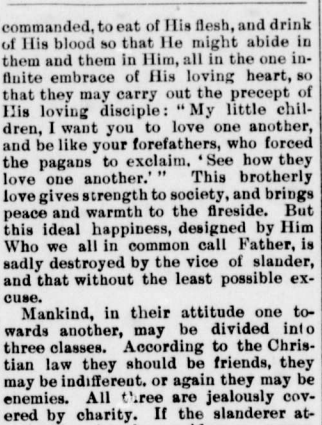 commanded, to eat of His flesh, and drink
of His blood so that He might abide in
them and them in Him, all in the one in-
finite embrace of His loving heart, so
that they may carry out the precept of
His loving disciple: "My little chil-
dren, I want you to love one another,
and be like your forefathers, who forced
the pagans to exclaim. 'See how they
love one another.'" This brotherly
love gives strength to society, and brings
peace and warmth to the fireside. But
this ideal happiness, designed by Him
Who we all in common call Father, is
sadly destroyed by the vice of slander,
and that without the least possible ex-
cuse.
Mankind, in their attitude one to-
wards another, may be divided into
three classes. According to the Chris-
tian law they should be friends, they
may be indifferent. or again they may be
enemies. All three are jealously cov-
ered by charity. If the slanderer at-